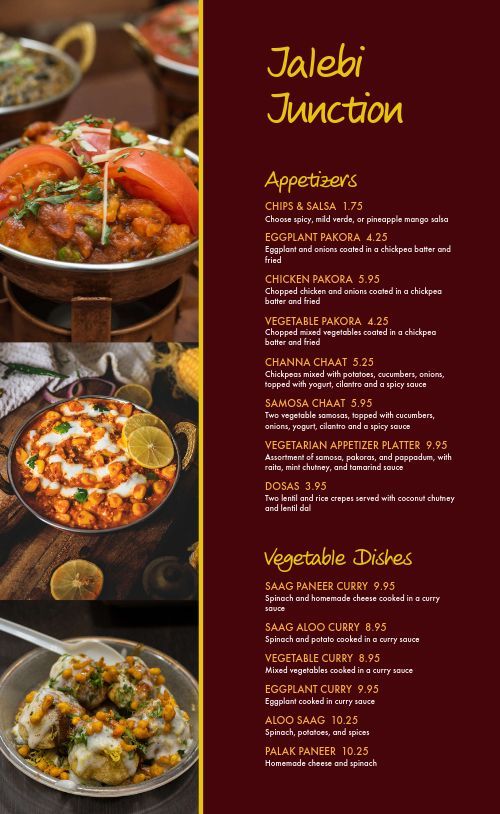 Jalebi
Junction
Appetizers
CHIPS & SALSA 1.75
Choose spicy, mild verde, or pineapple mango salsa
EGGPLANT PAKORA 4.25
Eggplant and onions coated in a chickpea batter and
fried
CHICKEN PAKORA 5.95
Chopped chicken and onions coated in a chickpea
batter and fried
VEGETABLE PAKORA 4.25
Chopped mixed vegetables coated in a chickpea
batter and fried
CHANNA CHAAT 5.25
Chickpeas mixed with potatoes, cucumbers, onions,
topped with yogurt, cilantro and a spicy sauce
SAMOSA CHAAT 5.95
Two vegetable samosas, topped with cucumbers,
onions, yogurt, cilantro and a spicy sauce
VEGETARIAN APPETIZER PLATTER 9.95
Assortment of samosa, pakoras, and pappadum, with
raita, mint chutney, and tamarind sauce
DOSAS 3.95
Two lentil and rice crepes served with coconut chutney
and lentil dal
Vegetable Dishes
SAAG PANEER CURRY 9.95
Spinach and homemade cheese cooked in a curry
sauce
SAAG ALOO CURRY 8.95
Spinach and potato cooked in a curry sauce
VEGETABLE CURRY 8.95
Mixed vegetables cooked in a curry sauce
EGGPLANT CURRY 9.95
Eggplant cooked in curry sauce
ALOO SAAG 10.25
Spinach, potatoes, and spices
PALAK PANEER 10.25
Homemade cheese and spinach